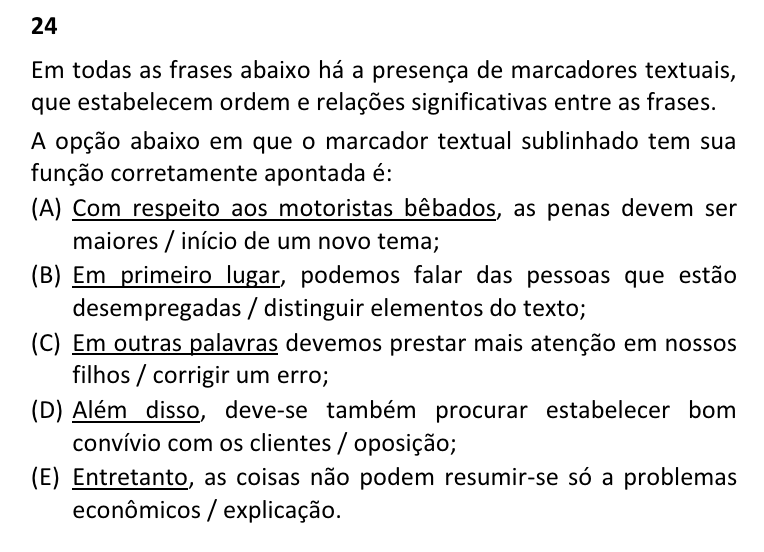 24
Em todas as frases abaixo há a presença de marcadores textuais,
que estabelecem ordem e relações significativas entre as frases.
A opção abaixo em que o marcador textual sublinhado tem sua
função corretamente apontada é:
(A) Com respeito aos motoristas bêbados, as penas devem ser
maiores / início de um novo tema;
(B) Em primeiro lugar, podemos falar das pessoas que estão
desempregadas / distinguir elementos do texto;
(C) Em outras palavras devemos prestar mais atenção em nossos
filhos / corrigir um erro;
(D) Além disso, deve-se também procurar estabelecer bom
convívio com os clientes / oposição;
(E) Entretanto, as coisas não podem resumir-se só a problemas
econômicos / explicação.